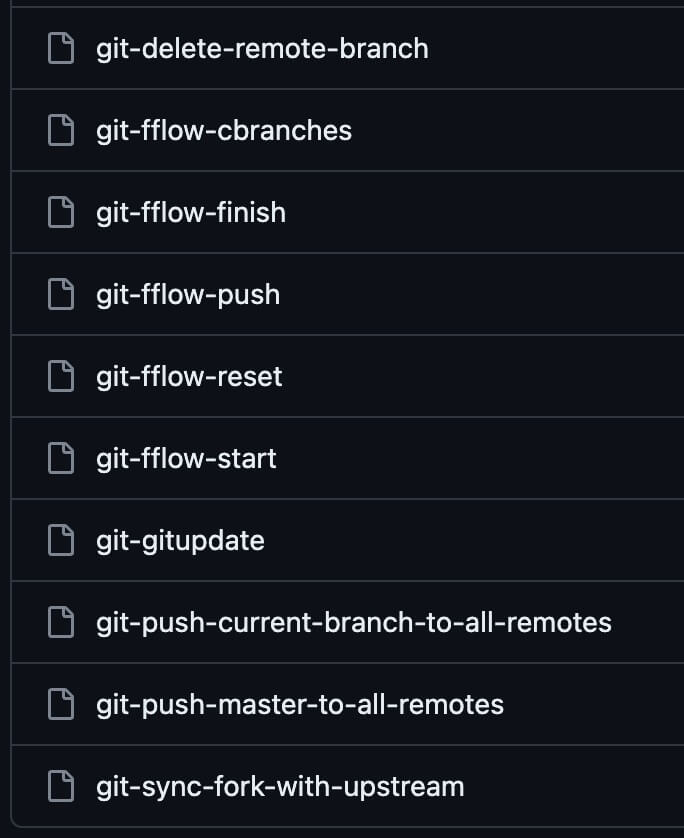 git-delete-remote-branch
git-fflow-cbranches
git-fflow-finish
git-fflow-push
git-fflow-reset
git-fflow-start
git-gitupdate
git-push-current-branch-to-all-remotes
git-push-master-to-all-remotes
git-sync-fork-with-upstream